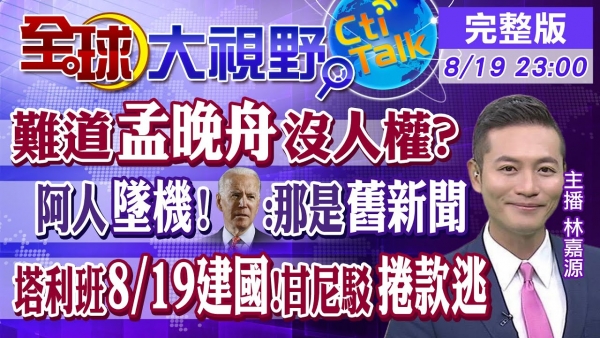 全球大視野
Cti Talk
完整版
8/19 23:00
難道孟晚舟沒人權?
阿人墜機! :那是舊新聞
塔利班8/19建國!甘尼駁 捲款逃
主播 林嘉源